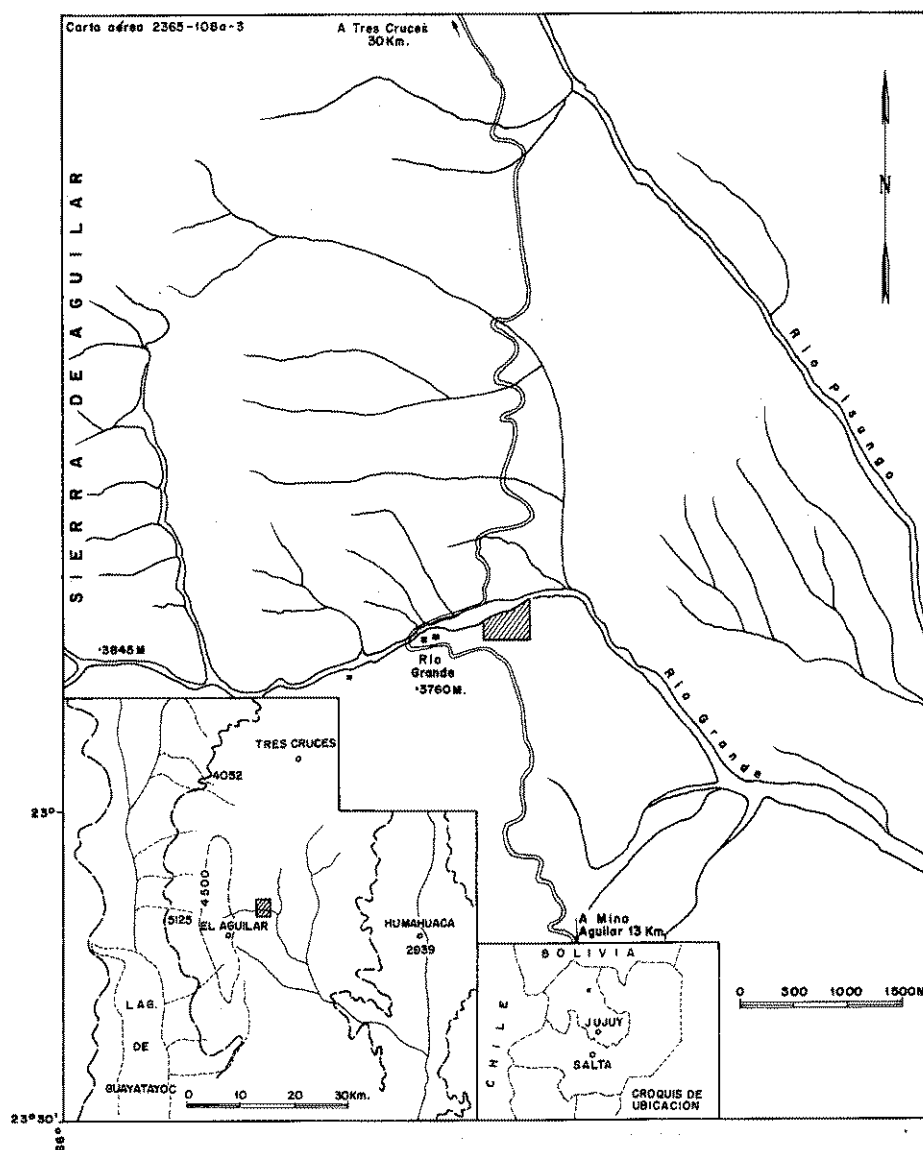 Carta aérea 2365-108a-3
A Tres Cruces
30 Km.
N
SIERRA DE AGUILAR
Río Pisungo
•3845 M
Río
Grande
•3760 M.
Río Grande
TRES CRUCES
4052
23°
4500
5125
EL AGUILAR
HUMAHUACA
2939
LAG.
DE
GUAYATAYOC
0 10 20 30Km.
23°30'
66°
A Mina
Aguilar 13 Km.
BOLIVIA
CHILE
JUJUY
SALTA
CROQUIS DE
UBICACION
0 500 1000 1500 M